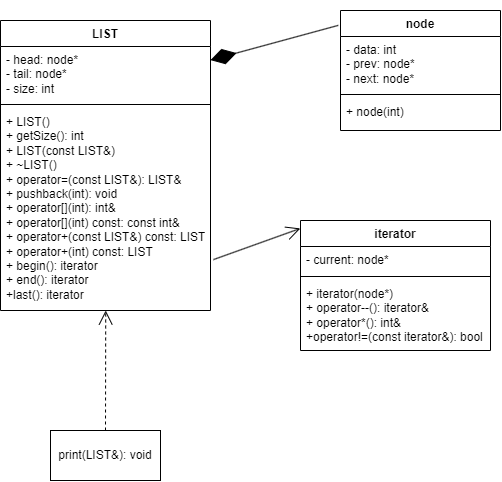 LIST
- head: node*
- tail: node*
- size: int
+ LIST()
+ getSize(): int
+ LIST(const LIST&)
+ ~LIST()
+ operator=(const LIST&): LIST&
+ pushback(int): void
+ operator[](int): int&
+ operator[](int) const: const int&
+ operator+(const LIST&) const: LIST
+ operator+(int) const: LIST
+ begin(): iterator
+ end(): iterator
+last(): iterator
node
- data: int
- prev: node*
- next: node*
+ node(int)
iterator
- current: node*
+ iterator(node*)
+ operator--(): iterator&
+ operator*(): int&
+operator!=(const iterator&): bool
print(LIST&): void